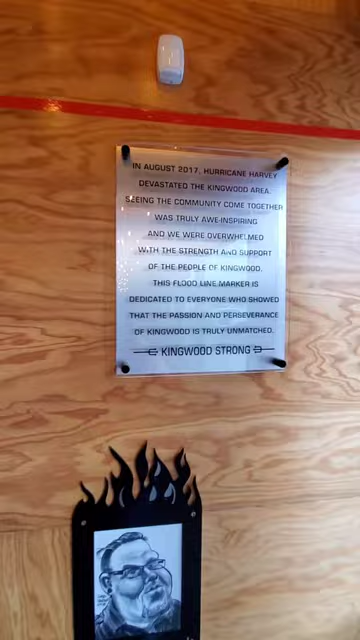 IN AUGUST 2017, HURRICANE HARVEY
DEVASTATED THE KINGWOOD AREA.
SEEING THE COMMUNITY COME TOGETHER
WAS TRULY AWE-INSPIRING
AND WE WERE OVERWHELMED
WITH THE STRENGTH AND SUPPORT
OF THE PEOPLE OF KINGWOOD.
THIS FLOOD LINE MARKER IS
DEDICATED TO EVERYONE WHO SHOWED
THAT THE PASSION AND PERSEVERANCE
OF KINGWOOD IS TRULY UNMATCHED.
KINGWOOD STRONG